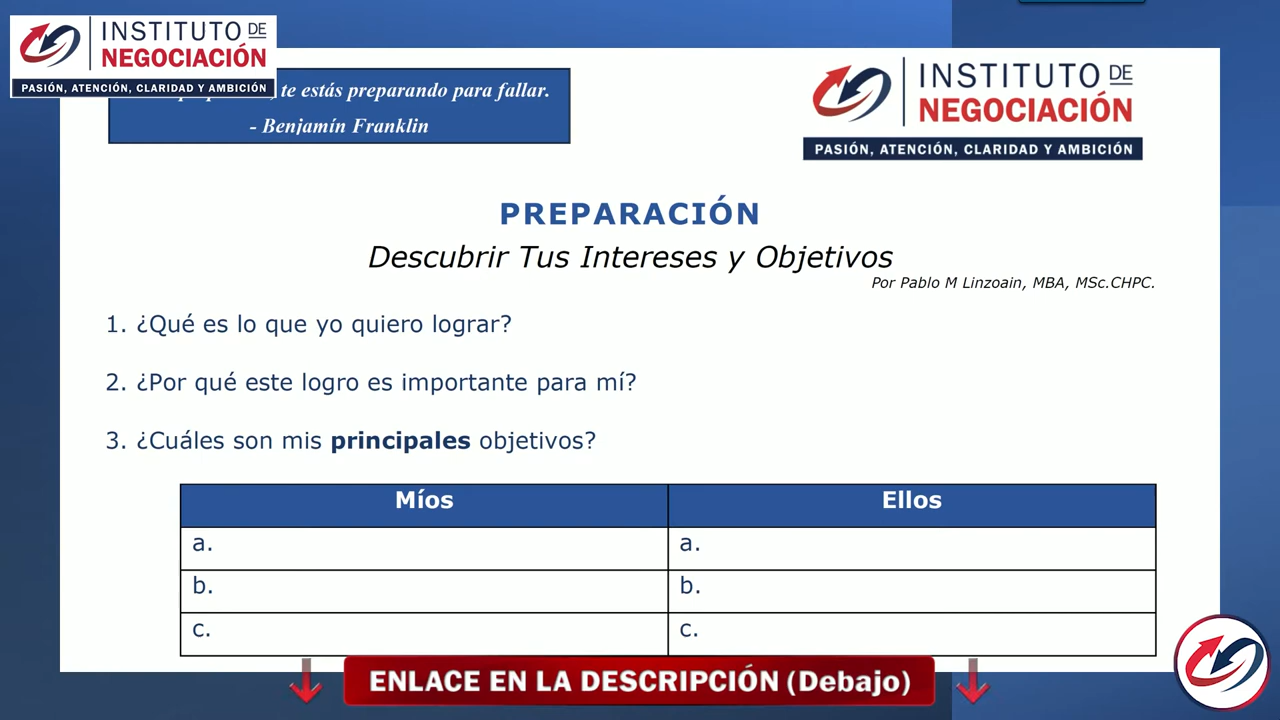 INSTITUTO DE
NEGOCIACIÓN
PASIÓN, ATENCIÓN, CLARIDAD Y AMBICIÓN
te estás preparando para fallar.
- Benjamín Franklin
INSTITUTO DE
NEGOCIACIÓN
PASIÓN, ATENCIÓN, CLARIDAD Y AMBICIÓN
PREPARACIÓN
Descubrir Tus Intereses y Objetivos
Por Pablo M Linzoain, MBA, MSc.CHPC.
1. ¿Qué es lo que yo quiero lograr?
2. ¿Por qué este logro es importante para mí?
3. ¿Cuáles son mis principales objetivos?
Míos Ellos
a. a.
b. b.
c. c.
ENLACE EN LA DESCRIPCIÓN (Debajo)